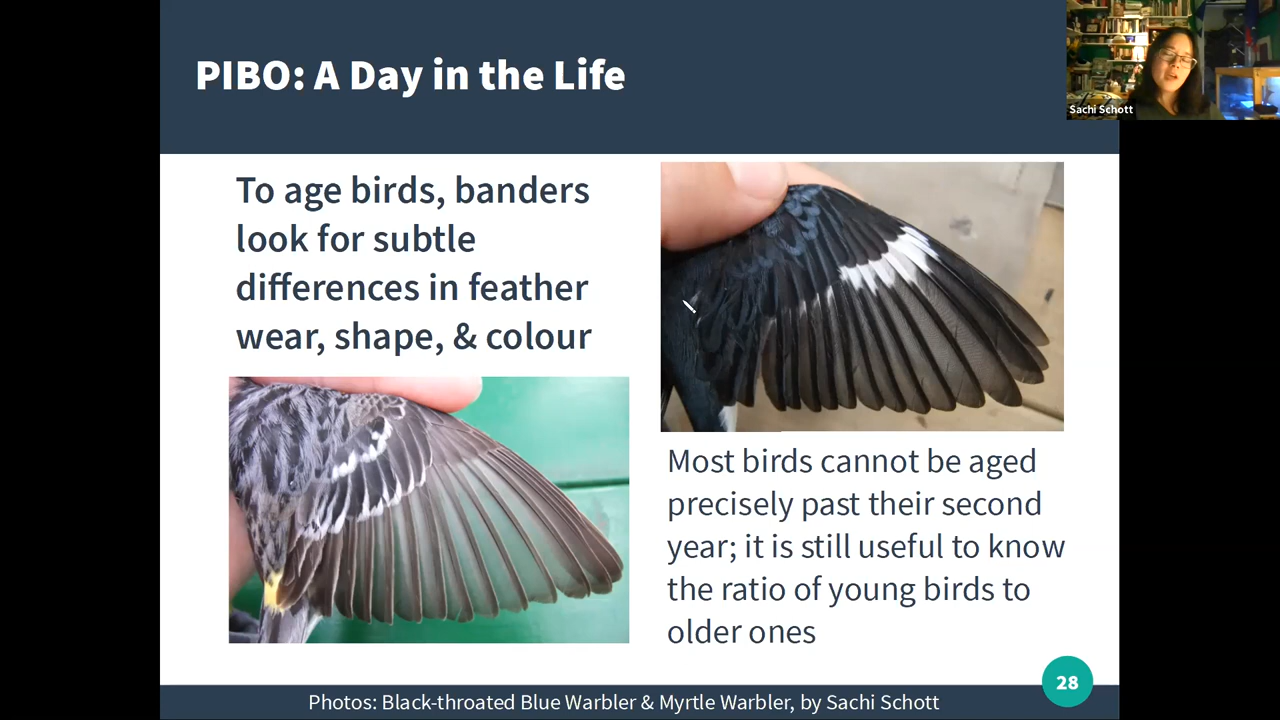 PIBO: A Day in the Life
Sachi Schott
To age birds, banders
look for subtle
differences in feather
wear, shape, & colour
Most birds cannot be aged
precisely past their second
year; it is still useful to know
the ratio of young birds to
older ones
28
Photos: Black-throated Blue Warbler & Myrtle Warbler, by Sachi Schott